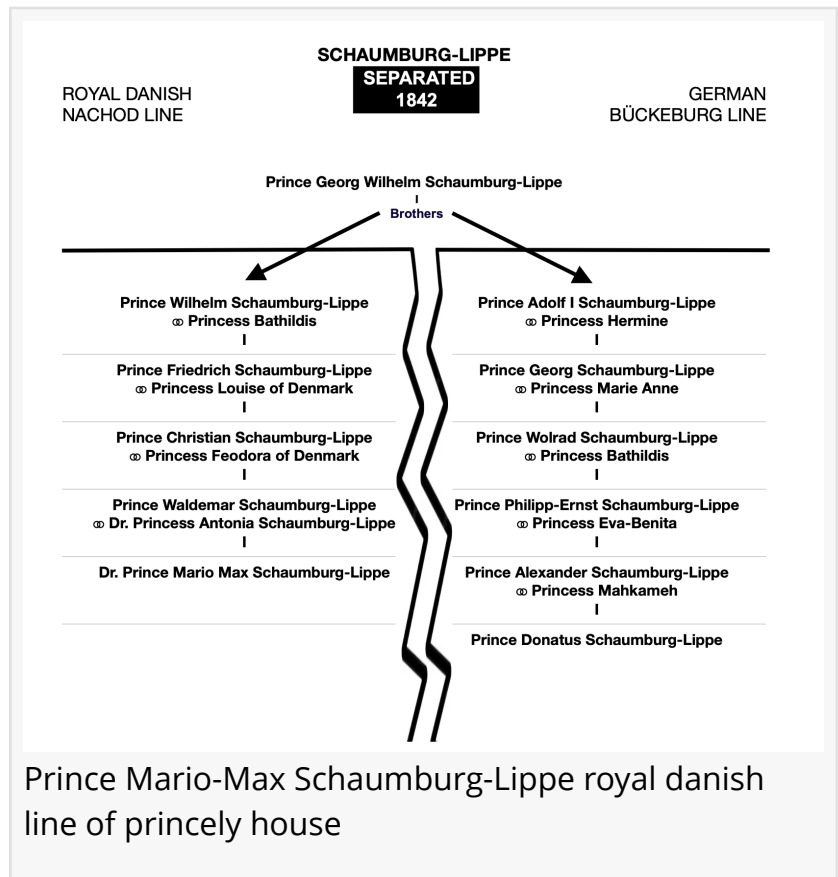 SCHAUMBURG-LIPPE
SEPARATED
1842
ROYAL DANISH
NACHOD LINE
GERMAN
BÜCKEBURG LINE
Prince Georg Wilhelm Schaumburg-Lippe
Brothers
Prince Wilhelm Schaumburg-Lippe
⚭ Princess Bathildis
Prince Friedrich Schaumburg-Lippe
⚭ Princess Louise of Denmark
Prince Christian Schaumburg-Lippe
⚭ Princess Feodora of Denmark
Prince Waldemar Schaumburg-Lippe
⚭ Dr. Princess Antonia Schaumburg-Lippe
Dr. Prince Mario Max Schaumburg-Lippe
Prince Adolf I Schaumburg-Lippe
⚭ Princess Hermine
Prince Georg Schaumburg-Lippe
⚭ Princess Marie Anne
Prince Wolrad Schaumburg-Lippe
⚭ Princess Bathildis
Prince Philipp-Ernst Schaumburg-Lippe
⚭ Princess Eva-Benita
Prince Alexander Schaumburg-Lippe
⚭ Princess Mahkameh
Prince Donatus Schaumburg-Lippe
Prince Mario-Max Schaumburg-Lippe royal danish
line of princely house